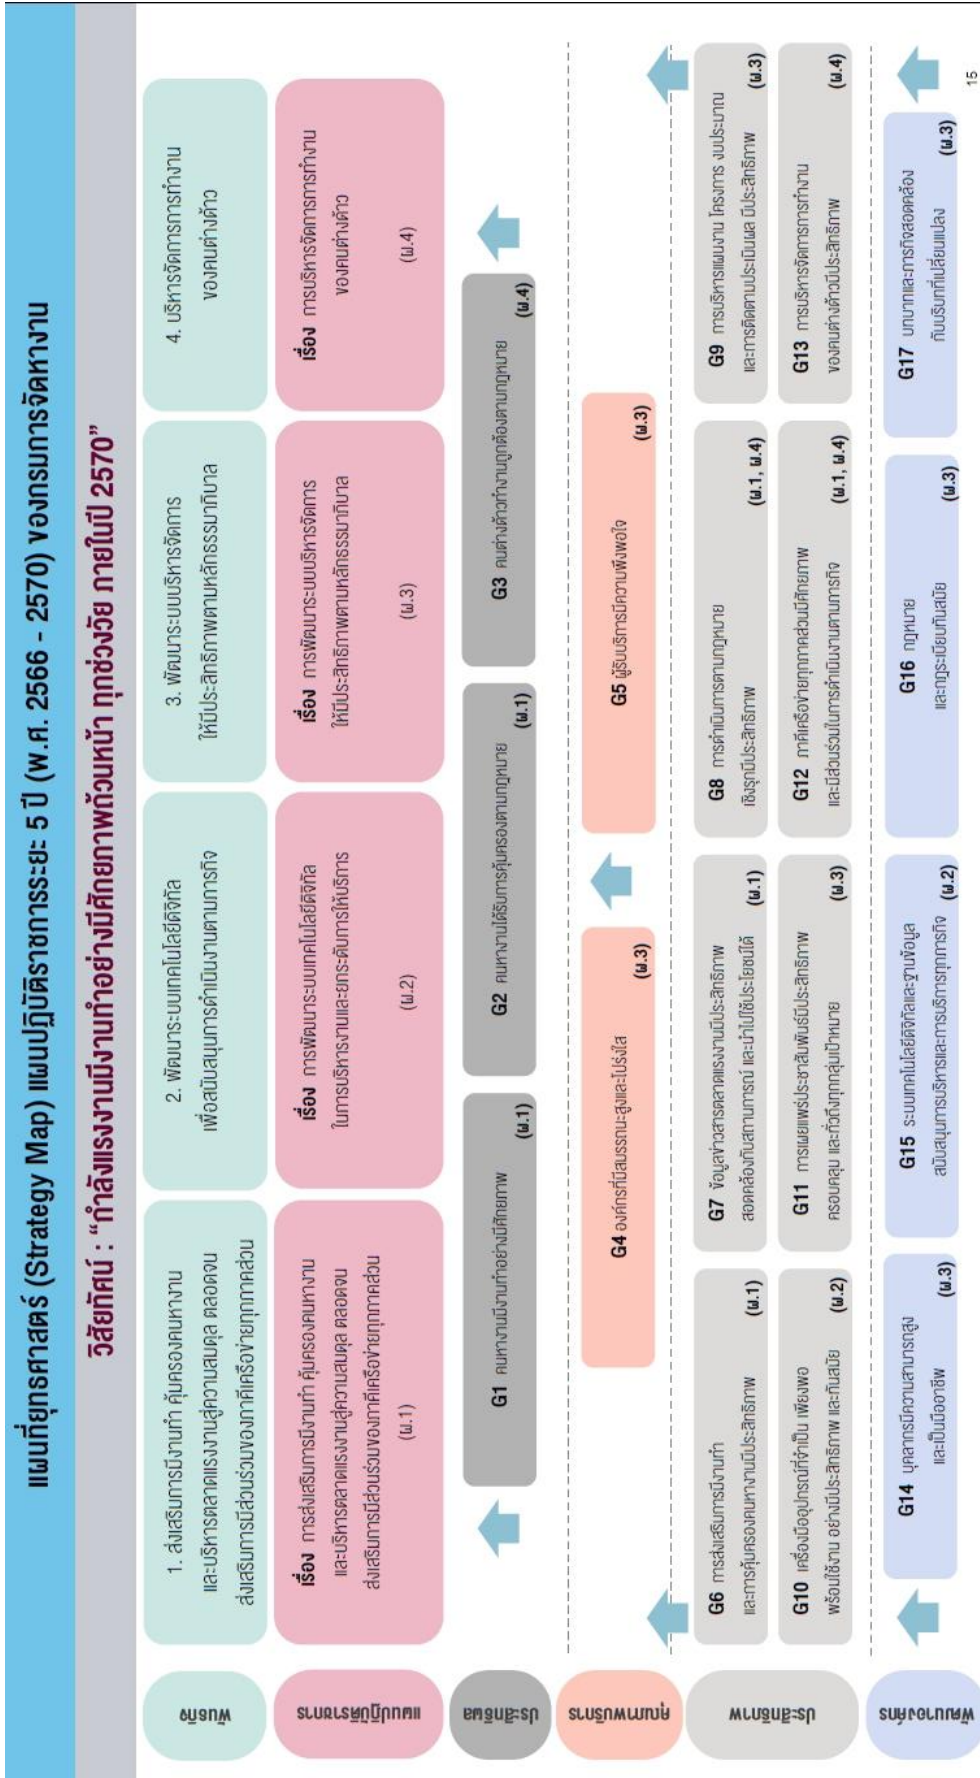 แผนที่ยุทธศาสตร์ (Strategy Map) แผนปฏิบัติราชการระยะ 5 ปี (พ.ศ. 2566 - 2570) ของกรมการจัดหางาน
วิสัยทัศน์ : “กำลังแรงงานมีงานทำอย่างมีศักยภาพถ้วนหน้า ทุกช่วงวัย ภายในปี 2570”
พันธกิจ
1. ส่งเสริมการมีงานทำ คุ้มครองคนหางาน
และบริหารตลาดแรงงานสู่ความสมดุล ตลอดจน
ส่งเสริมการมีส่วนร่วมของภาคีเครือข่ายทุกภาคส่วน
2. พัฒนาระบบเทคโนโลยีดิจิทัล
เพื่อสนับสนุนการดำเนินงานตามภารกิจ
3. พัฒนาระบบบริหารจัดการ
ให้มีประสิทธิภาพตามหลักธรรมาภิบาล
4. บริหารจัดการการทำงาน
ของคนต่างด้าว
แผนปฏิบัติราชการ
เรื่อง การส่งเสริมการมีงานทำ คุ้มครองคนหางาน
และบริหารตลาดแรงงานสู่ความสมดุล ตลอดจน
ส่งเสริมการมีส่วนร่วมของภาคีเครือข่ายทุกภาคส่วน
(ผ.1)
เรื่อง การพัฒนาระบบเทคโนโลยีดิจิทัล
ในการบริหารงานและยกระดับการให้บริการ
(ผ.2)
เรื่อง การพัฒนาระบบบริหารจัดการ
ให้มีประสิทธิภาพตามหลักธรรมาภิบาล
(ผ.3)
เรื่อง การบริหารจัดการการทำงาน
ของคนต่างด้าว
(ผ.4)
ประสิทธิผล
G1 คนหางานมีงานทำอย่างมีศักยภาพ
(ผ.1)
G2 คนหางานได้รับการคุ้มครองตามกฎหมาย
(ผ.1)
G3 คนต่างด้าวทำงานถูกต้องตามกฎหมาย
(ผ.4)
คุณภาพบริการ
G4 องค์กรที่มีสมรรถนะสูงและโปร่งใส
(ผ.3)
G5 ผู้รับบริการมีความพึงพอใจ
(ผ.3)
ประสิทธิภาพ
G6 การส่งเสริมการมีงานทำ
และการคุ้มครองคนหางานมีประสิทธิภาพ
(ผ.1)
G7 ข้อมูลข่าวสารตลาดแรงงานมีประสิทธิภาพ
สอดคล้องกับสถานการณ์ และนำไปใช้ประโยชน์ได้
(ผ.1)
G8 การดำเนินการตามกฎหมาย
เชิงรุกมีประสิทธิภาพ
(ผ.1, ผ.4)
G9 การบริหารแผนงาน โครงการ งบประมาณ
และการติดตามประเมินผล มีประสิทธิภาพ
(ผ.3)
G10 เครื่องมืออุปกรณ์ที่จำเป็น เพียงพอ
พร้อมใช้งาน อย่างมีประสิทธิภาพ และทันสมัย
(ผ.2)
G11 การเผยแพร่ประชาสัมพันธ์มีประสิทธิภาพ
ครอบคลุม และทั่วถึงทุกกลุ่มเป้าหมาย
(ผ.3)
G12 ภาคีเครือข่ายทุกภาคส่วนมีศักยภาพ
และมีส่วนร่วมในการดำเนินงานตามภารกิจ
(ผ.1, ผ.4)
G13 การบริหารจัดการการทำงาน
ของคนต่างด้าวมีประสิทธิภาพ
(ผ.4)
พัฒนาองค์กร
G14 บุคลากรมีความสามารถสูง
และเป็นมืออาชีพ
(ผ.3)
G15 ระบบเทคโนโลยีดิจิทัลและฐานข้อมูล
สนับสนุนการบริหารและการบริการทุกภารกิจ
(ผ.2)
G16 กฎหมาย
และกฎระเบียบทันสมัย
(ผ.3)
G17 บทบาทและภารกิจสอดคล้อง
กับบริบทที่เปลี่ยนแปลง
(ผ.3)
15